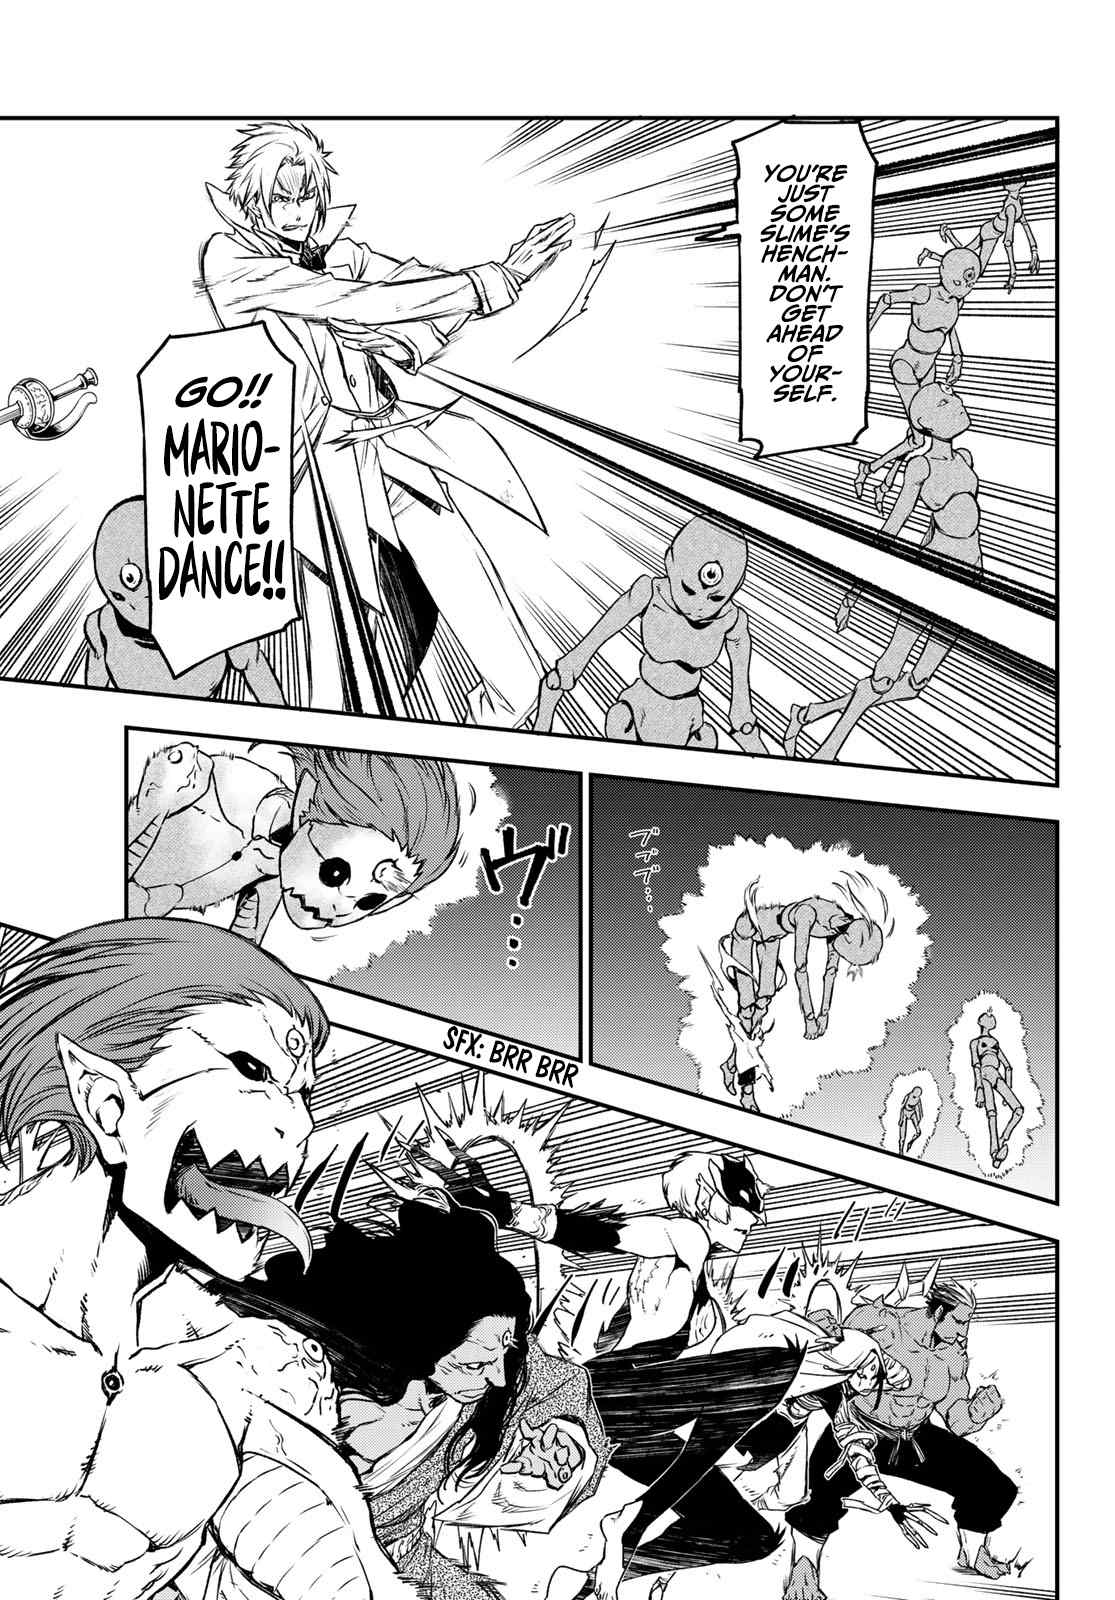 YOU'RE
JUST
SOME
SLIME'S
HENCH-
MAN.
DON'T
GET
AHEAD
OF
YOUR-
SELF.
GO!!
MARIO-
NETTE
DANCE!!
ブブブ…
ヴ…
SFX: BRR BRR